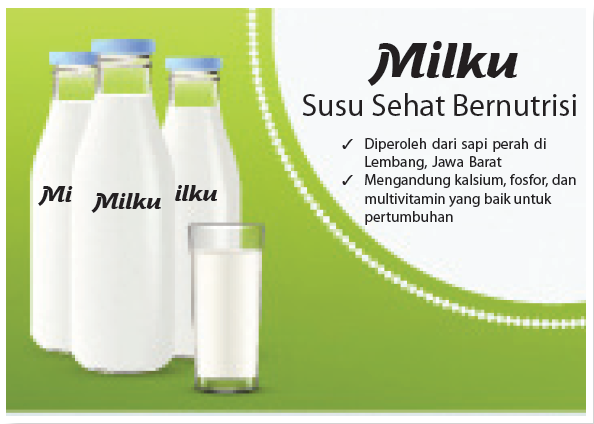 Milku
Susu Sehat Bernutrisi
✓ Diperoleh dari sapi perah di
Lembang, Jawa Barat
✓ Mengandung kalsium, fosfor, dan
multivitamin yang baik untuk
pertumbuhan
Mi
Milku
ilku